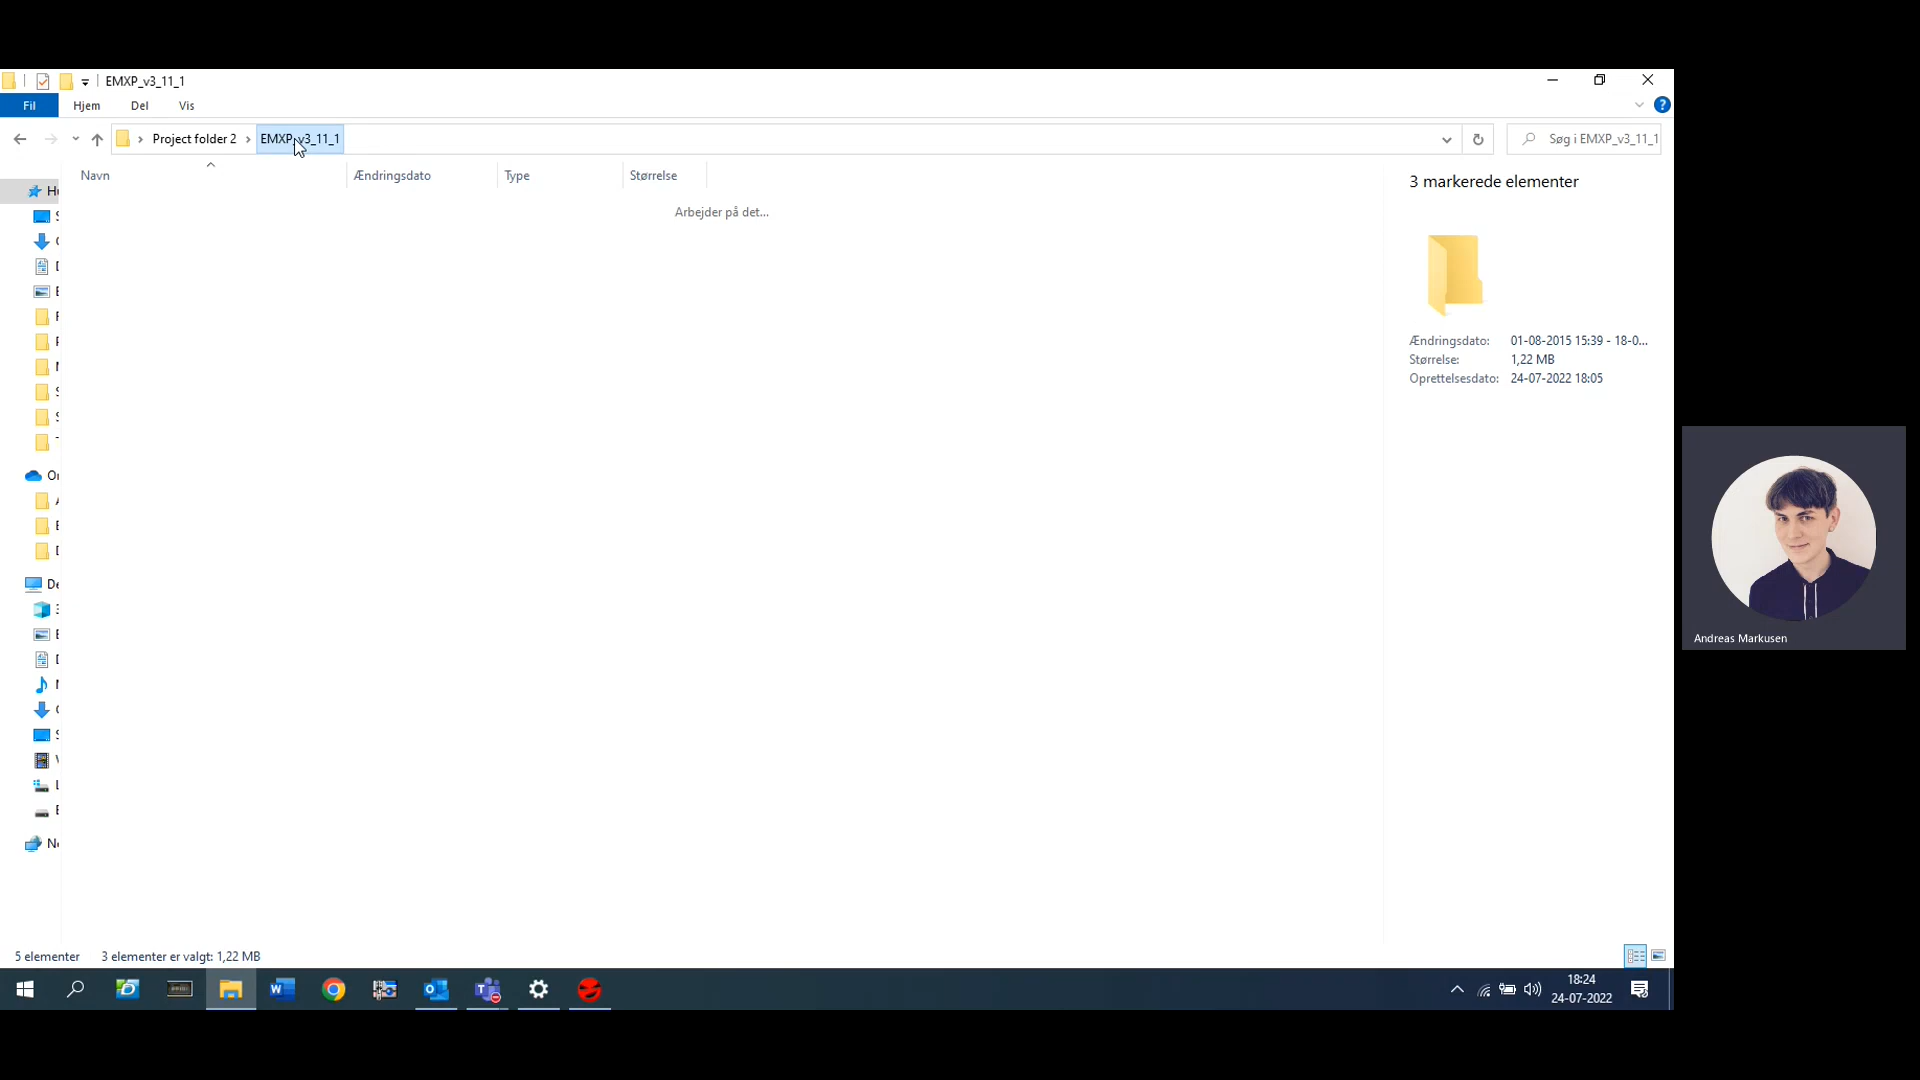 EMXP_v3_11_1
Fil Hjem Del Vis
Project folder 2 EMXP_v3_11_1 Søg i EMXP_v3_11_1
Navn Ændringsdato Type Størrelse
Arbejder på det...
3 markerede elementer
Ændringsdato: 01-08-2015 15:39 - 18-0...
Størrelse: 1,22 MB
Oprettelsesdato: 24-07-2022 18:05
Andreas Markusen
5 elementer 3 elementer er valgt: 1,22 MB
18:24
24-07-2022